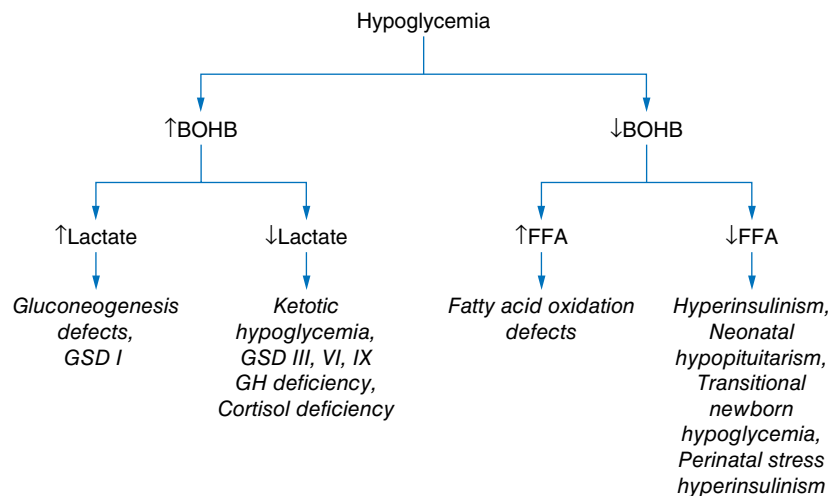 Hypoglycemia
↑BOHB
↓BOHB
↑Lactate
↓Lactate
↑FFA
↓FFA
Gluconeogenesis
defects,
GSD I
Ketotic
hypoglycemia,
GSD III, VI, IX
GH deficiency,
Cortisol deficiency
Fatty acid oxidation
defects
Hyperinsulinism,
Neonatal
hypopituitarism,
Transitional
newborn
hypoglycemia,
Perinatal stress
hyperinsulinism